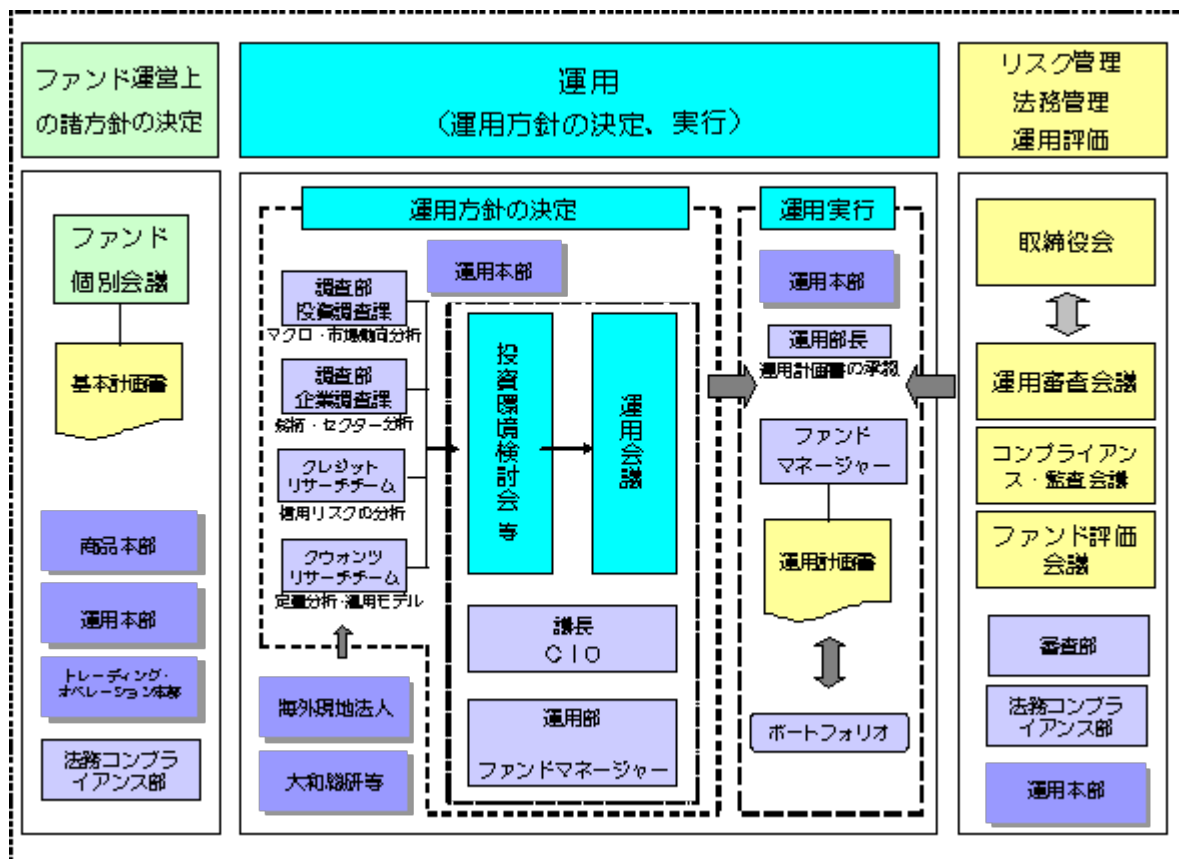 ファンド運営上
の諸方針の決定
運用
（運用方針の決定、実行）
リスク管理
法務管理
運用評価
ファンド
個別会議
基本計画書
商品本部
運用本部
トレーディング・
オペレーション本部
法務コンプラ
イアンス部
運用方針の決定
運用本部
調査部
投資調査課
マクロ・市場動向分析
調査部
企業調査課
銘柄・セクター分析
クレジット
リサーチチーム
信用リスクの分析
クウォンツ
リサーチチーム
定量分析・運用モデル
海外現地法人
大和総研等
投資環境検討会 等
運用会議
議長
ＣＩＯ
運用部
ファンドマネージャー
運用実行
運用本部
運用部長
運用計画書の承認
ファンド
マネージャー
運用計画書
ポートフォリオ
取締役会
運用審査会議
コンプライアン
ス・監査会議
ファンド評価
会議
審査部
法務コンプラ
イアンス部
運用本部